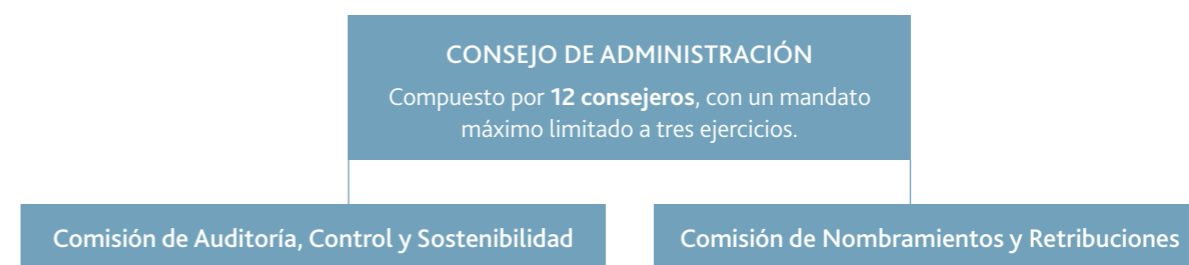 CONSEJO DE ADMINISTRACIÓN
Compuesto por 12 consejeros, con un mandato
máximo limitado a tres ejercicios.
Comisión de Auditoría, Control y Sostenibilidad
Comisión de Nombramientos y Retribuciones